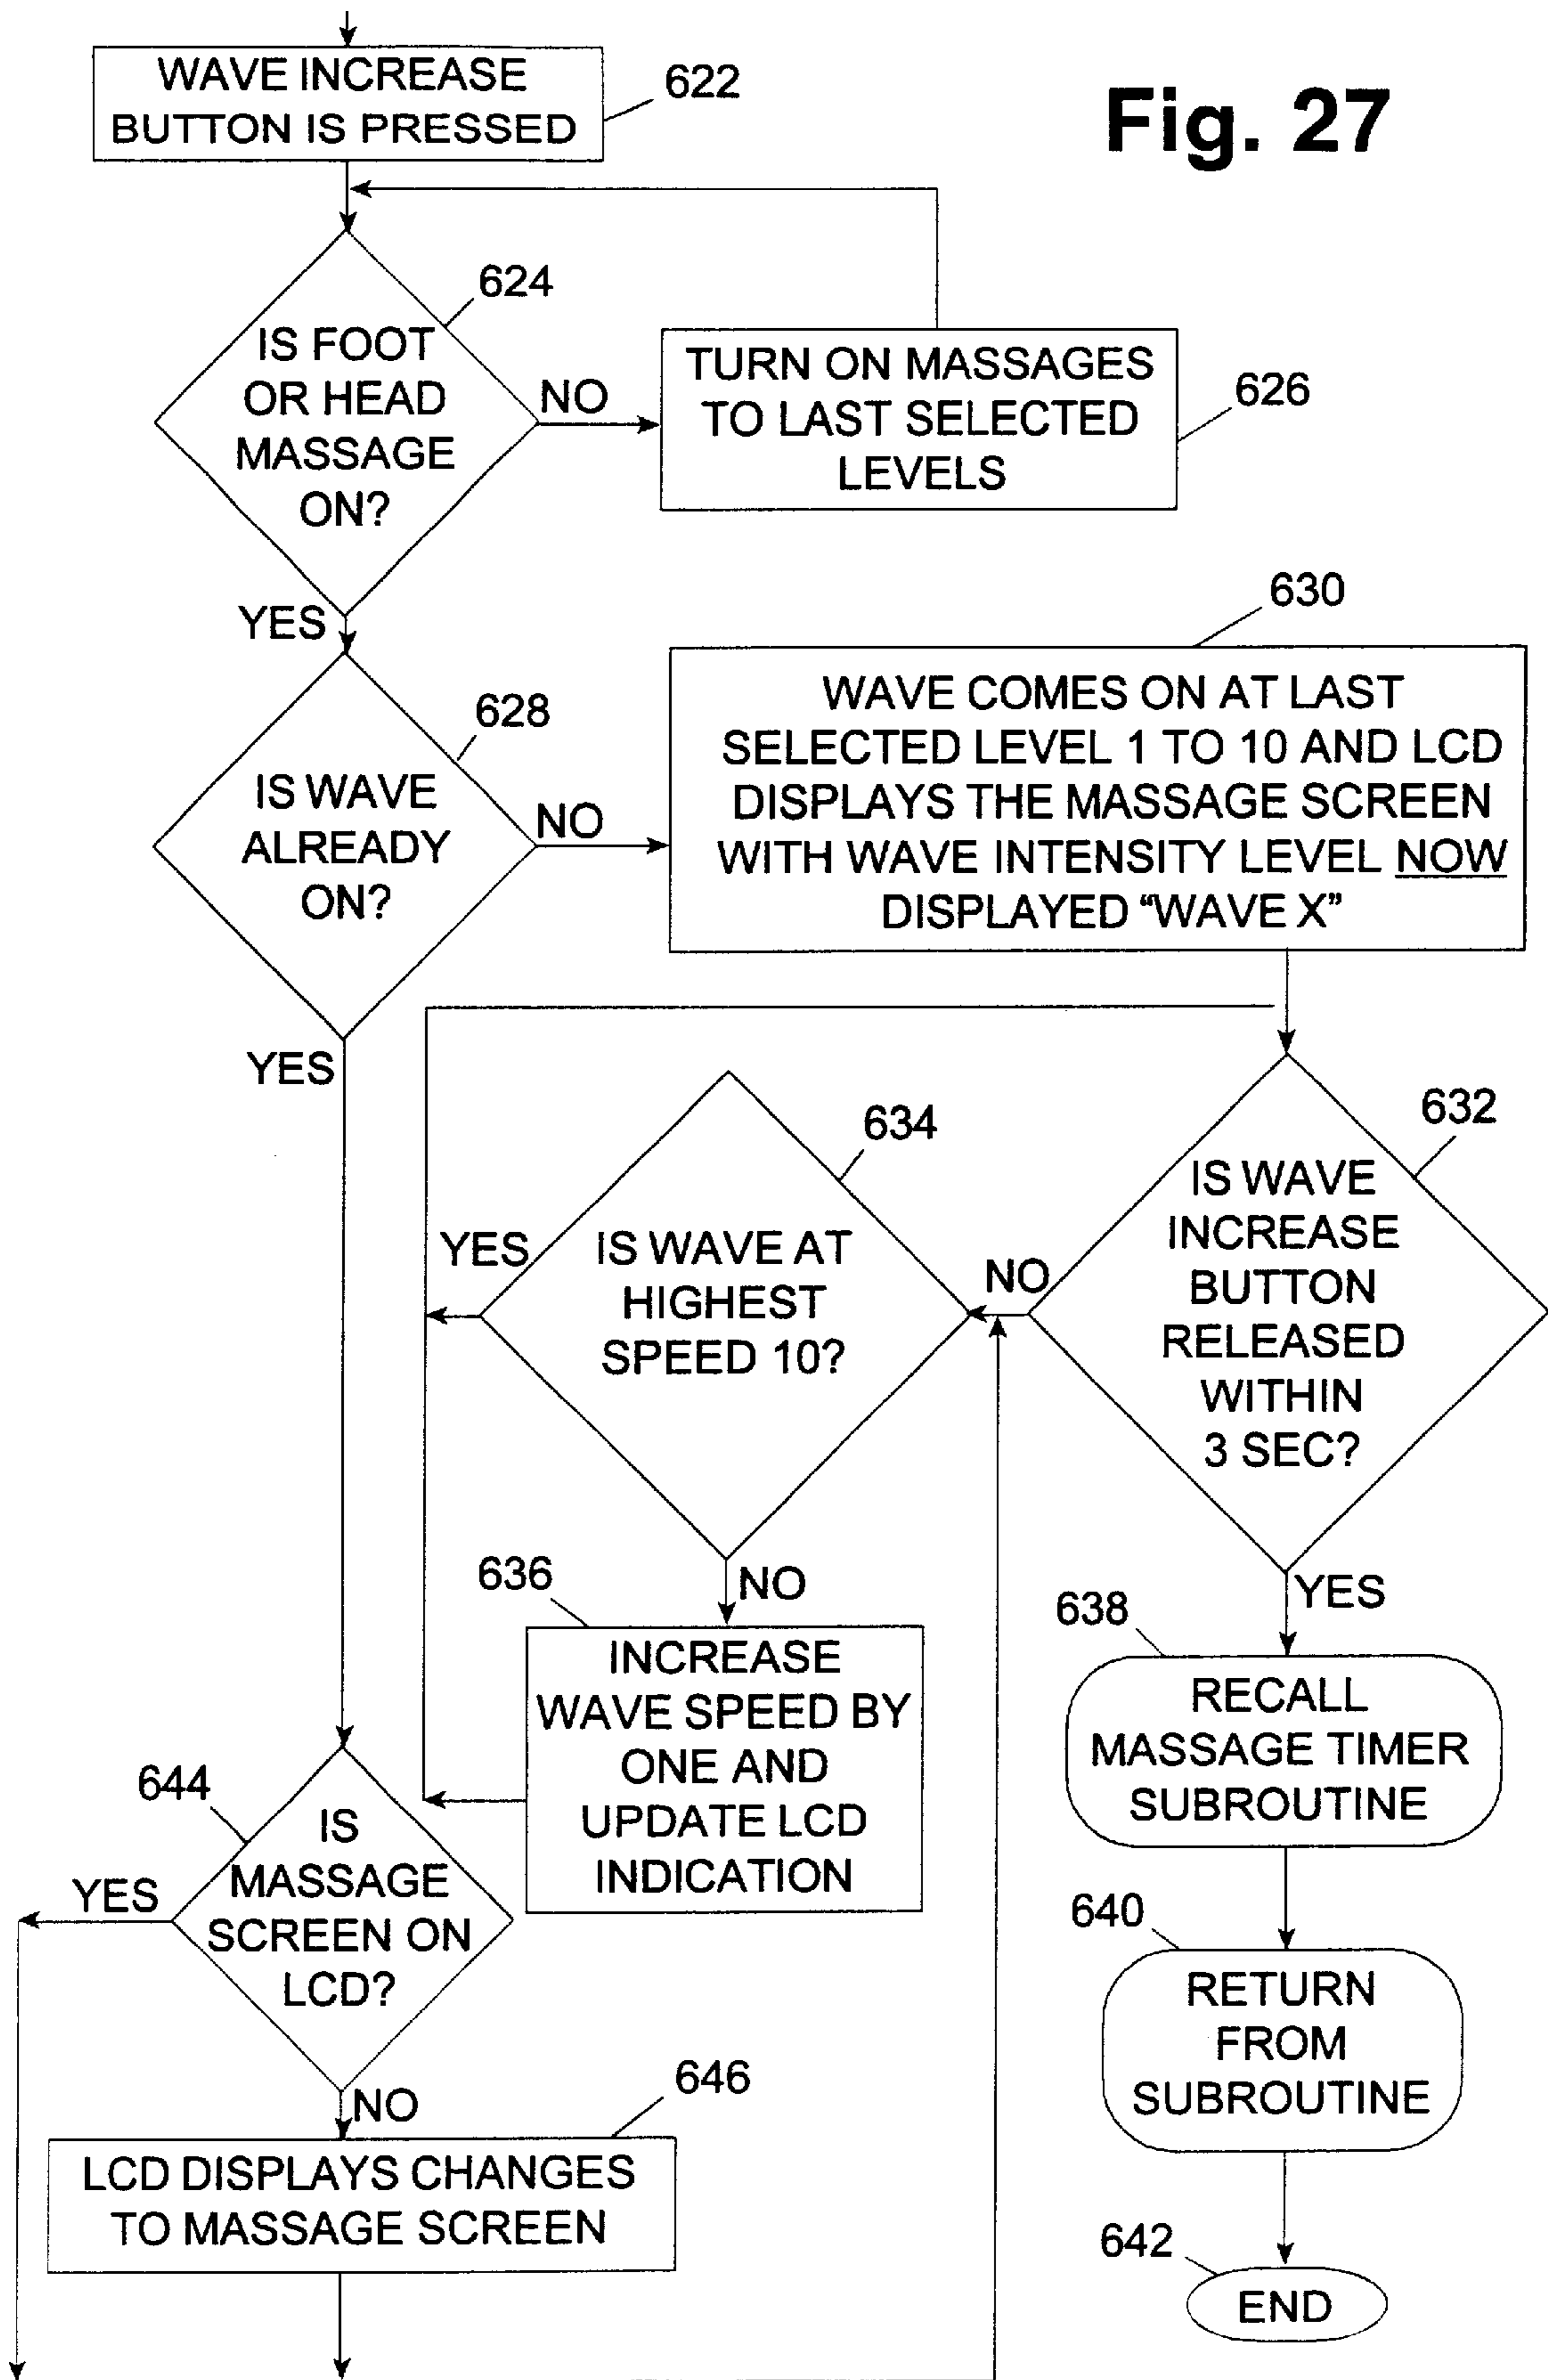 Fig. 27
WAVE INCREASE
BUTTON IS PRESSED
622
624
IS FOOT
OR HEAD
MASSAGE
ON?
NO
TURN ON MASSAGES
TO LAST SELECTED
LEVELS
626
YES
628
IS WAVE
ALREADY
ON?
NO
630
WAVE COMES ON AT LAST
SELECTED LEVEL 1 TO 10 AND LCD
DISPLAYS THE MASSAGE SCREEN
WITH WAVE INTENSITY LEVEL NOW
DISPLAYED “WAVE X”
YES
632
IS WAVE
INCREASE
BUTTON
RELEASED
WITHIN
3 SEC?
NO
634
IS WAVE AT
HIGHEST
SPEED 10?
YES
NO
636
INCREASE
WAVE SPEED BY
ONE AND
UPDATE LCD
INDICATION
YES
638
RECALL
MASSAGE TIMER
SUBROUTINE
640
RETURN
FROM
SUBROUTINE
642
END
644
IS
MASSAGE
SCREEN ON
LCD?
YES
NO
646
LCD DISPLAYS CHANGES
TO MASSAGE SCREEN